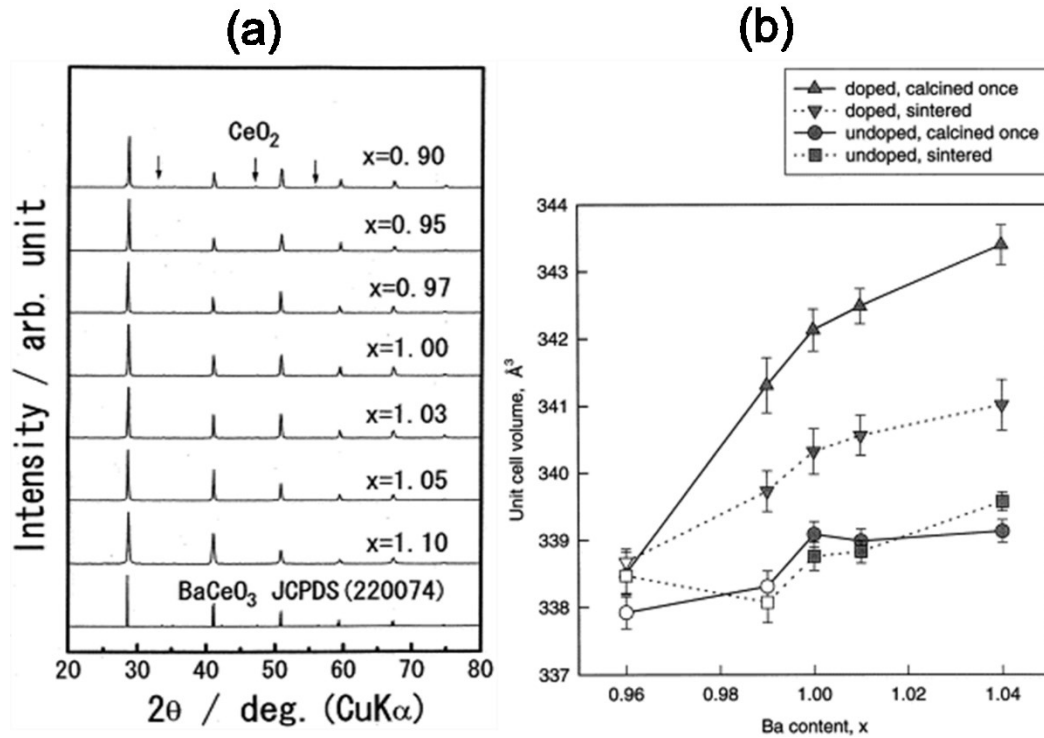 (a)
CeO2
x=0.90
x=0.95
x=0.97
x=1.00
x=1.03
x=1.05
x=1.10
BaCeO3 JCPDS(220074)
Intensity / arb. unit
20 30 40 50 60 70 80
2θ / deg. (CuKα)
(b)
doped, calcined once
doped, sintered
undoped, calcined once
undoped, sintered
344
343
342
341
340
339
338
337
Unit cell volume, Å3
0.96 0.98 1.00 1.02 1.04
Ba content, x